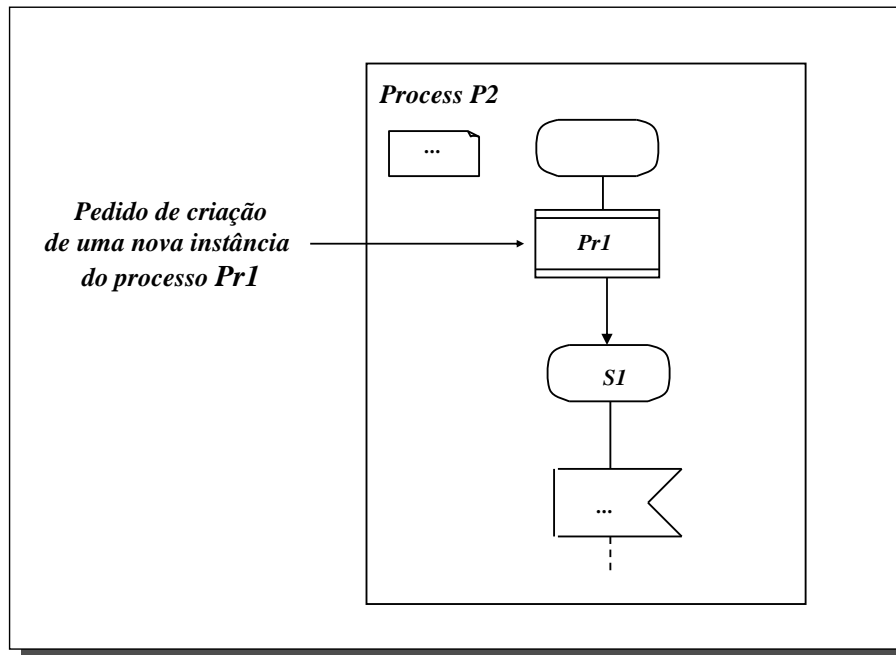 Process P2
...
Pedido de criação
de uma nova instância
do processo Pr1
Pr1
S1
...